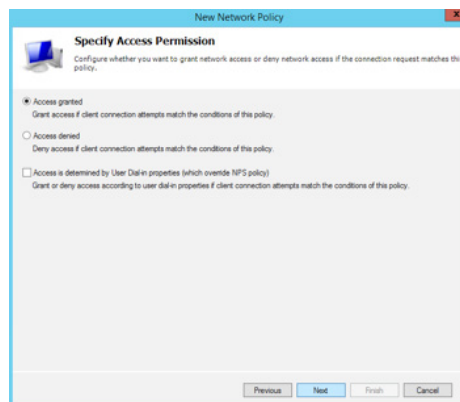 New Network Policy
X
Specify Access Permission
Configure whether you want to grant network access or deny network access if the connection request matches thi
policy.
Access granted
Grant access if client connection attempts match the conditions of this policy.
Access denied
Deny access if client connection attempts match the conditions of this policy.
Access is determined by User Dial-in properties (which override NPS policy)
Grant or deny access according to user dial-in properties if client connection attempts match the conditions of this policy.
Previous Next Finish Cancel